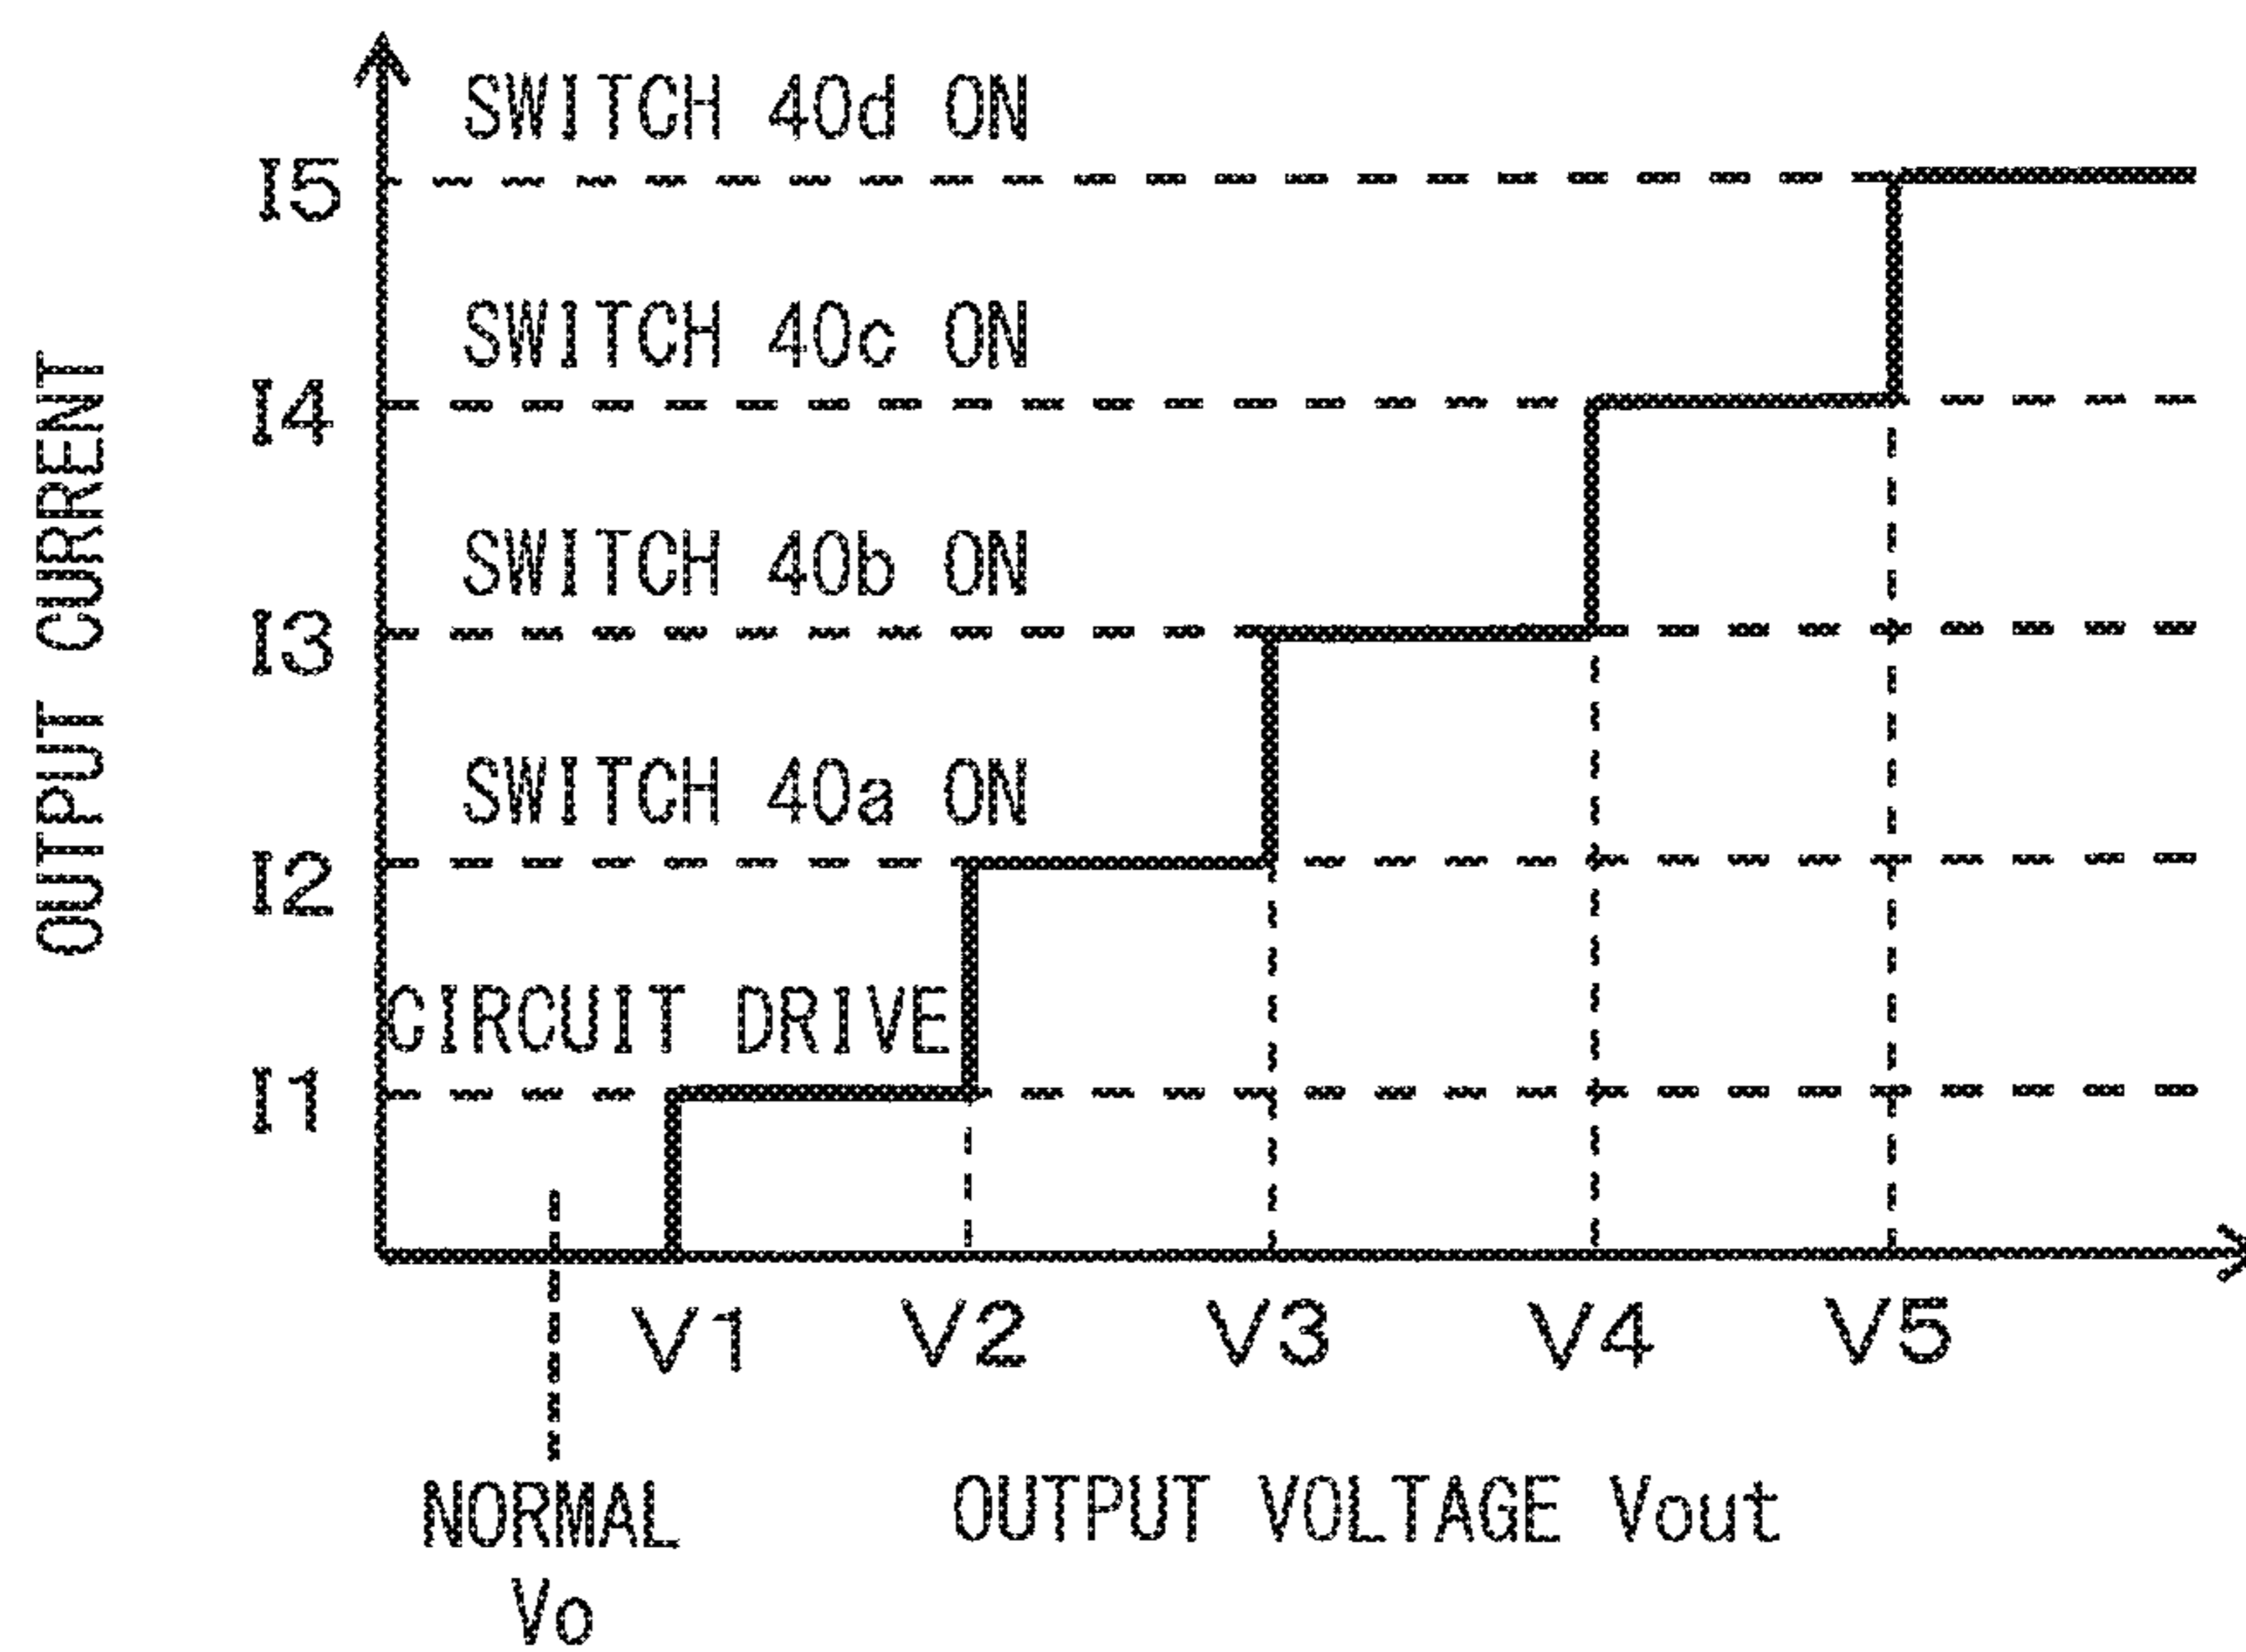 SWITCH 40d ON
I5
SWITCH 40c ON
I4
SWITCH 40b ON
I3
SWITCH 40a ON
I2
CIRCUIT DRIVE
I1
OUTPUT CURRENT
V1 V2 V3 V4 V5
NORMAL
Vo
OUTPUT VOLTAGE Vout